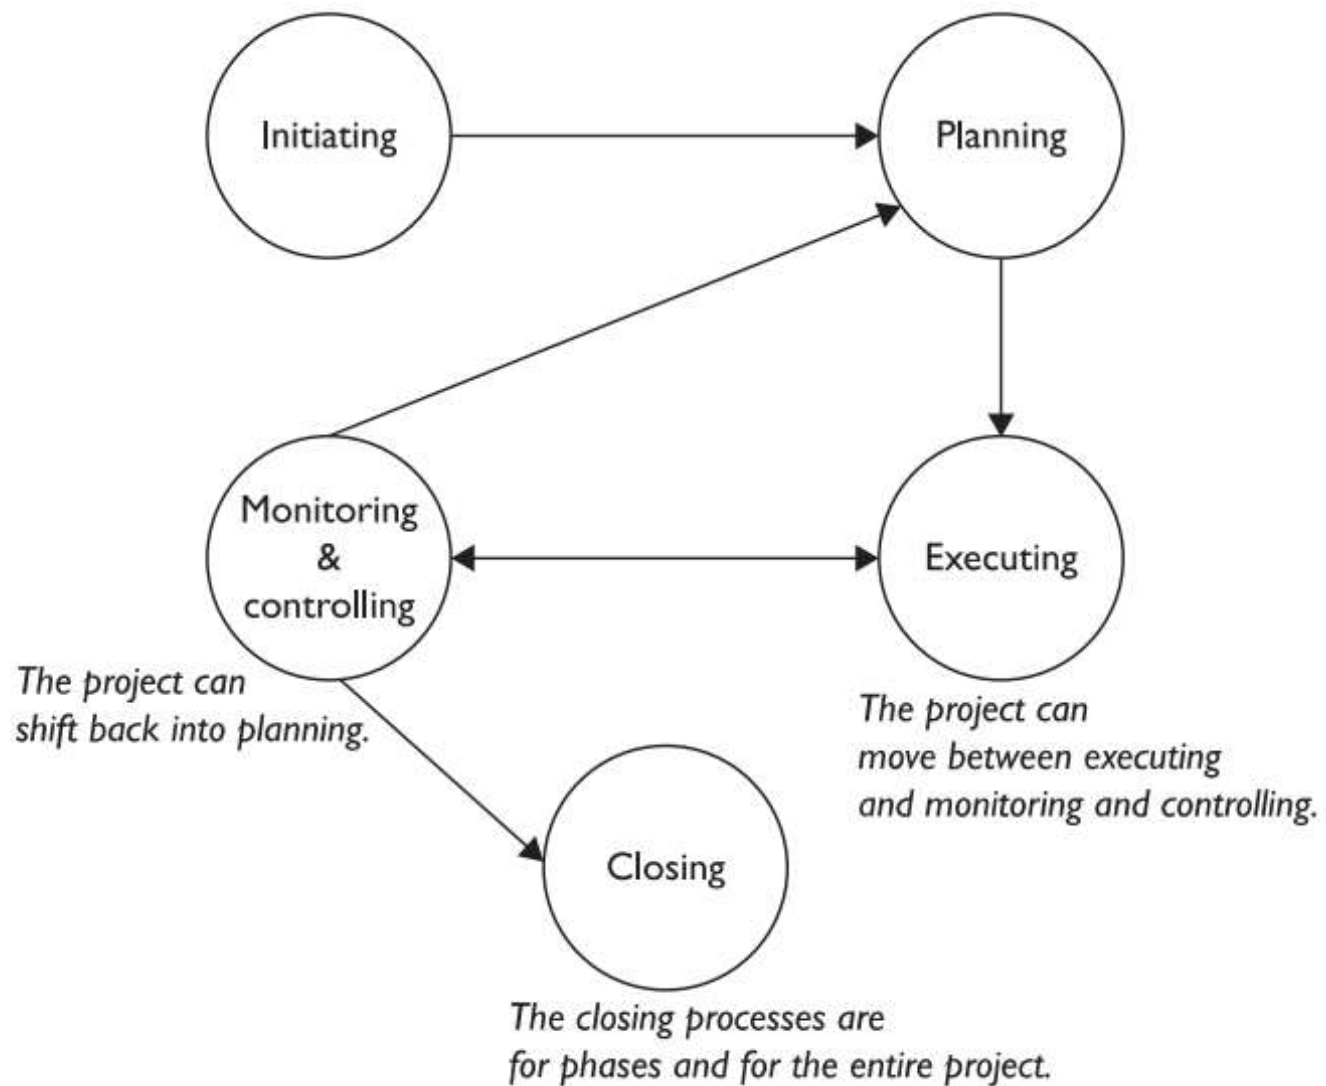 Initiating
Planning
Monitoring
&
controlling
Executing
The project can
shift back into planning.
The project can
move between executing
and monitoring and controlling.
Closing
The closing processes are
for phases and for the entire project.